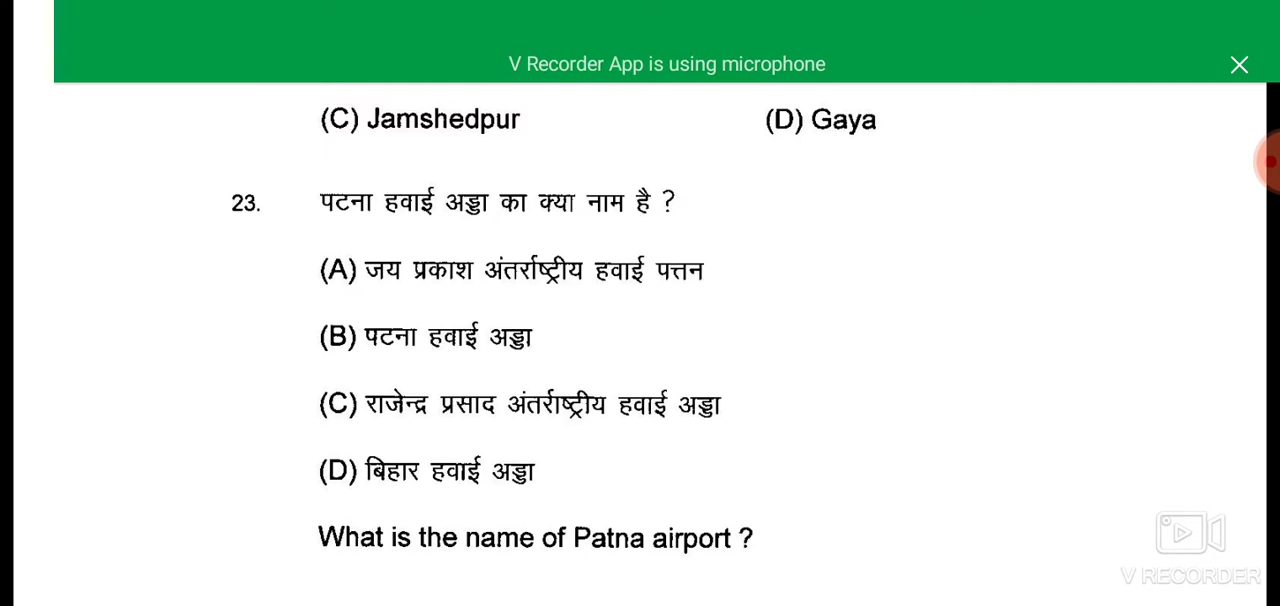 V Recorder App is using microphone
(C) Jamshedpur (D) Gaya
23. पटना हवाई अड्डा का क्या नाम है ?
(A) जय प्रकाश अंतर्राष्ट्रीय हवाई पत्तन
(B) पटना हवाई अड्डा
(C) राजेन्द्र प्रसाद अंतर्राष्ट्रीय हवाई अड्डा
(D) बिहार हवाई अड्डा
What is the name of Patna airport ?
V RECORDER